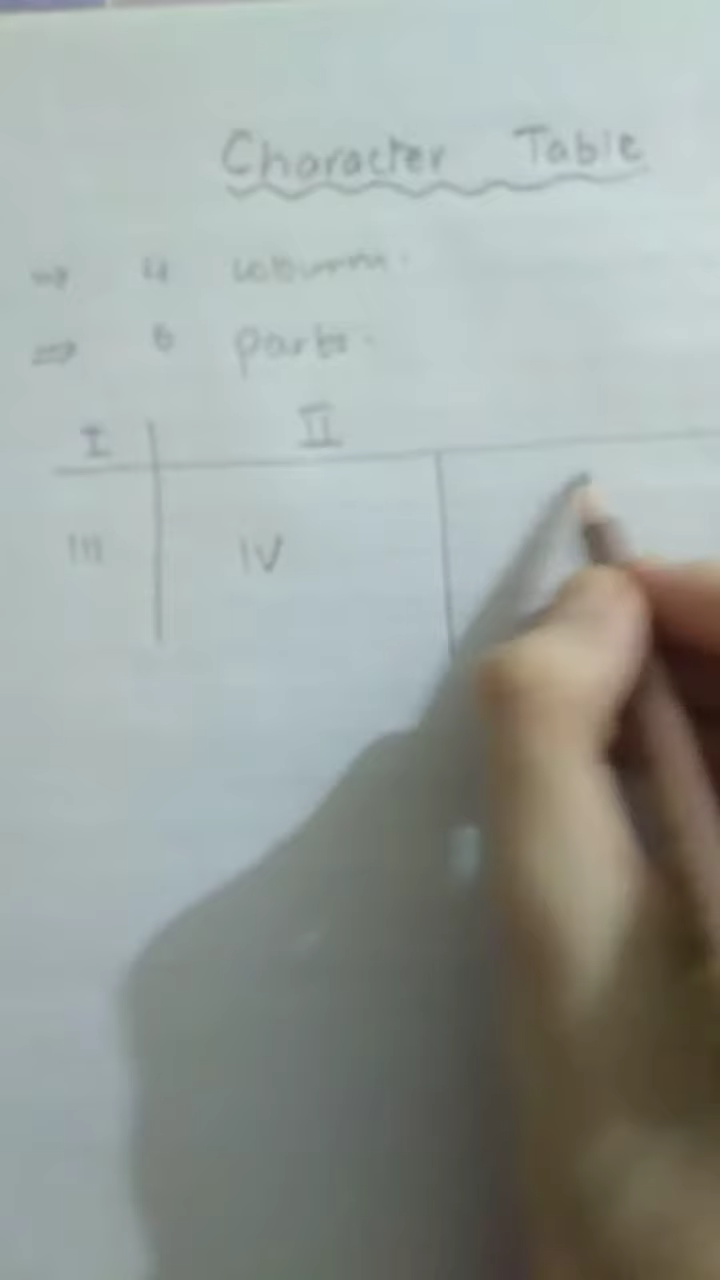 Character Table
⇒ 4 column.
⇒ 6 parts.
I II
III IV